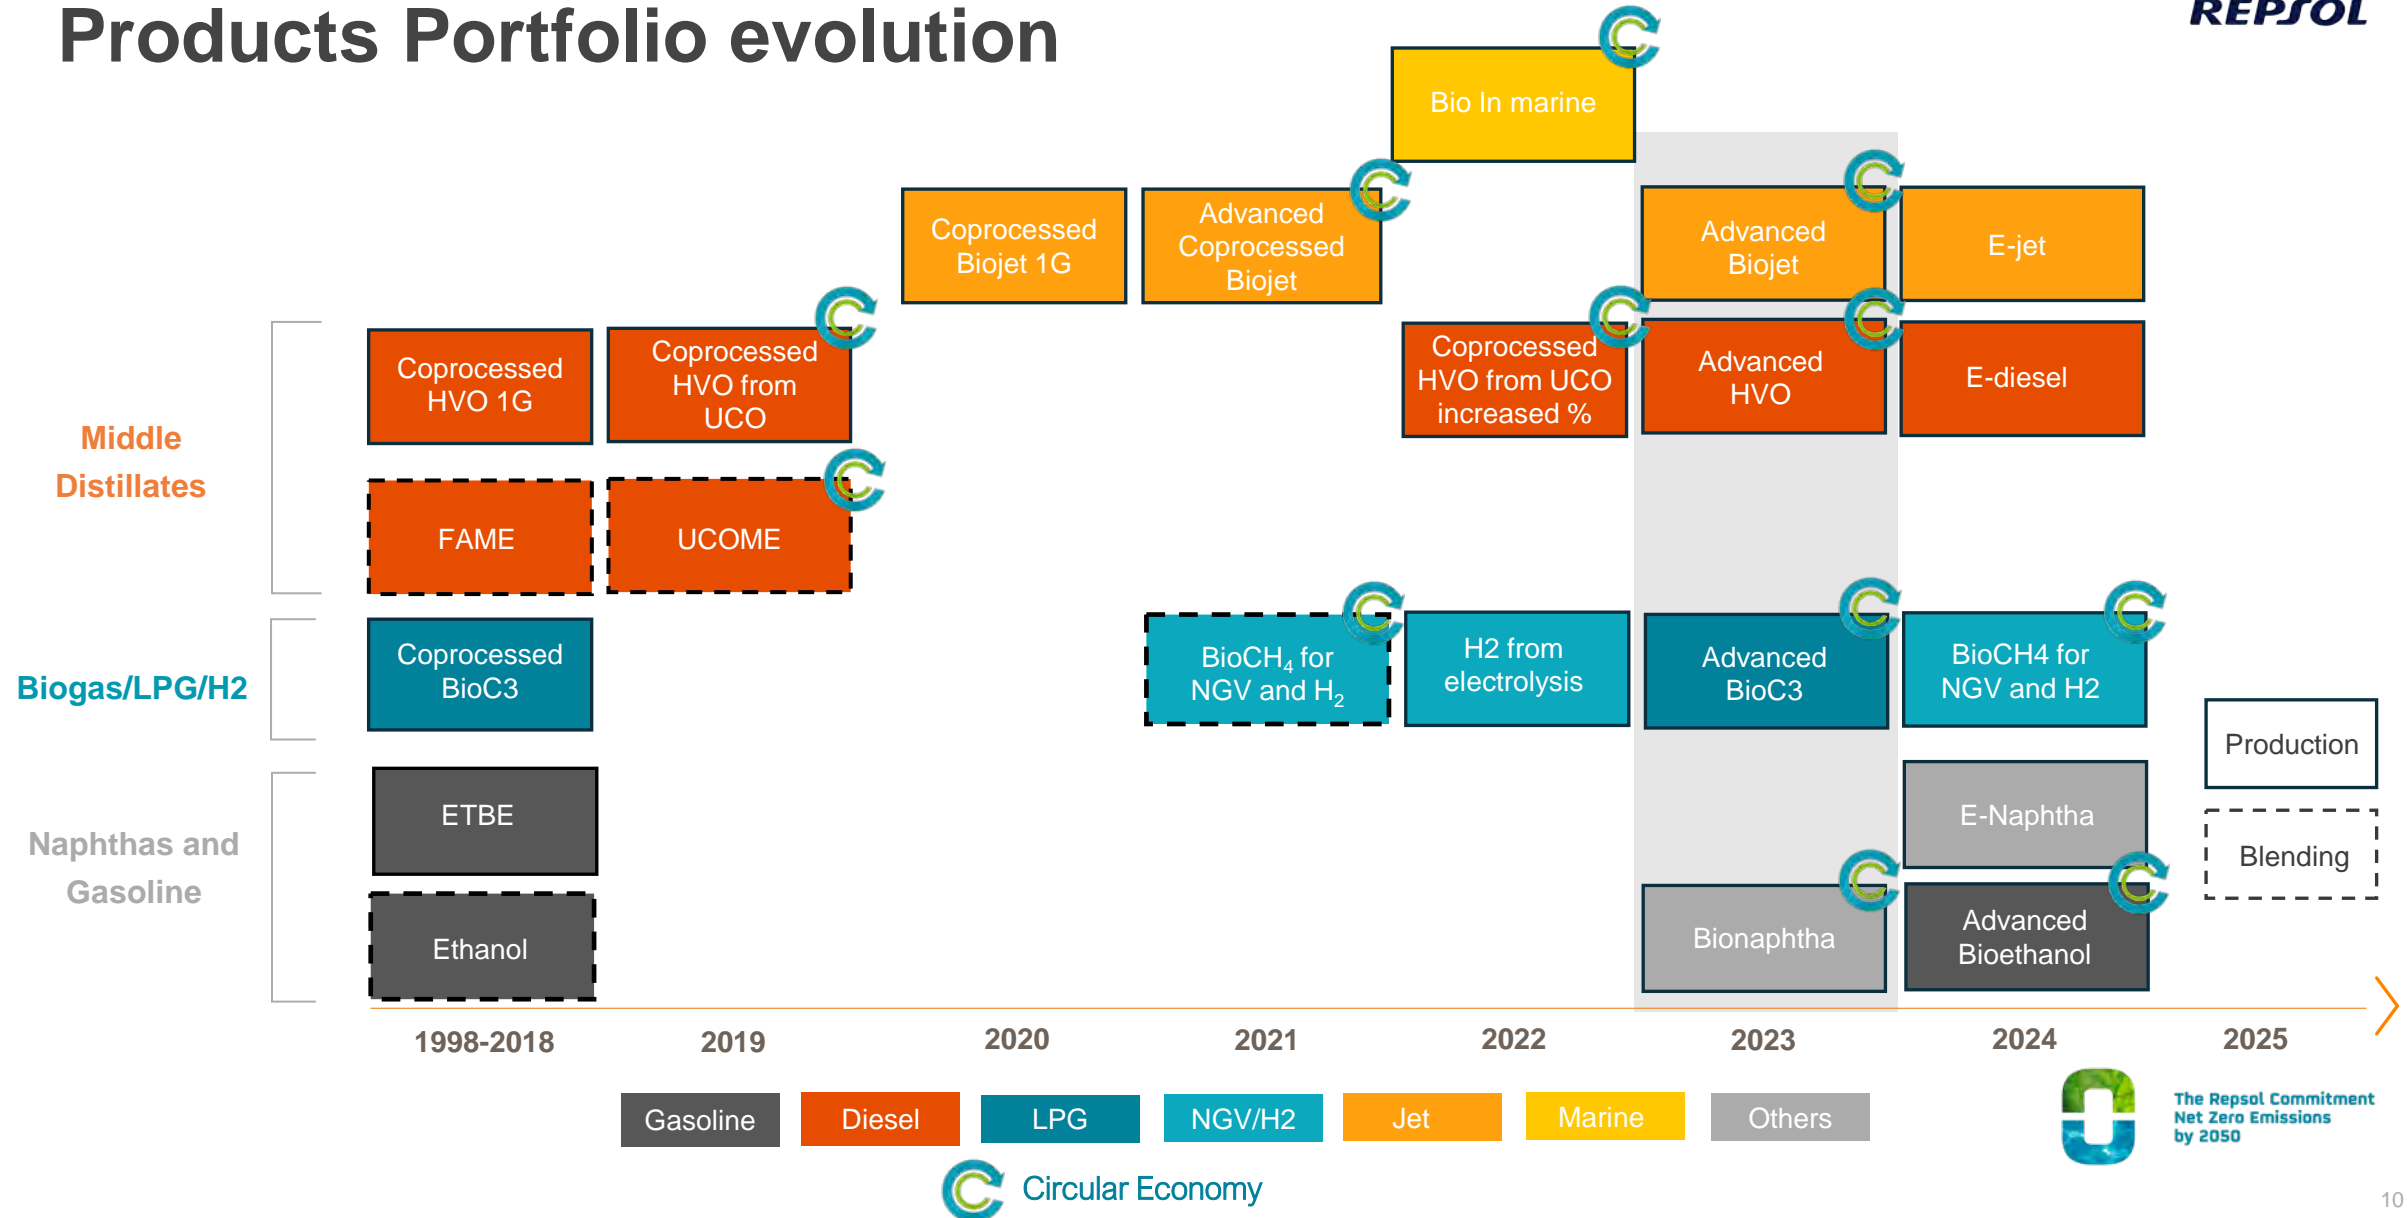 Products Portfolio evolution
REPSOL
Bio In marine
Coprocessed
Biojet 1G
Advanced
Coprocessed
Biojet
Advanced
Biojet
E-jet
Middle
Distillates
Coprocessed
HVO 1G
Coprocessed
HVO from
UCO
Coprocessed
HVO from UCO
increased %
Advanced
HVO
E-diesel
FAME
UCOME
Biogas/LPG/H2
Coprocessed
BioC3
BioCH₄ for
NGV and H₂
H2 from
electrolysis
Advanced
BioC3
BioCH4 for
NGV and H2
Naphthas and
Gasoline
ETBE
E-Naphtha
Ethanol
Bionaphtha
Advanced
Bioethanol
Production
Blending
1998-2018
2019
2020
2021
2022
2023
2024
2025
Gasoline
Diesel
LPG
NGV/H2
Jet
Marine
Others
Circular Economy
The Repsol Commitment
Net Zero Emissions
by 2050
10